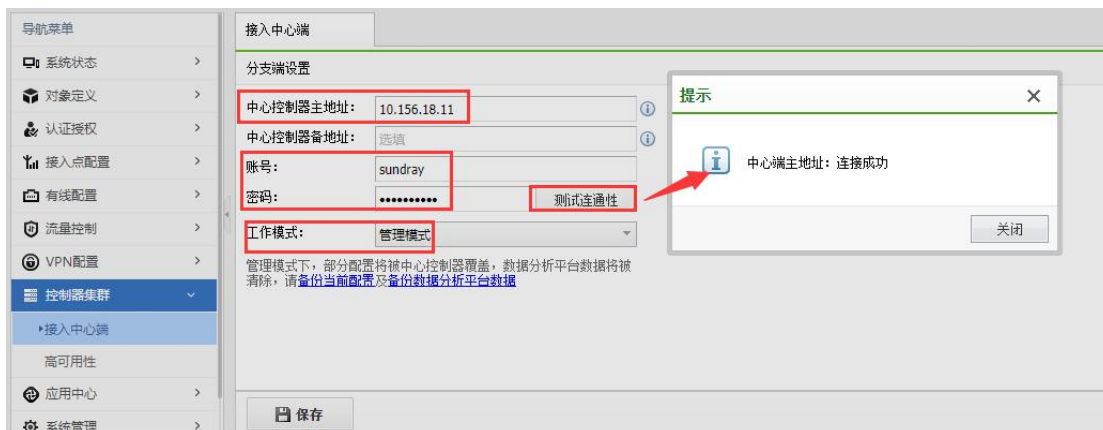 导航菜单
系统状态
对象定义
认证授权
接入点配置
有线配置
流量控制
VPN配置
控制器集群
接入中心端
高可用性
应用中心
系统管理
接入中心端
分支端设置
中心控制器主地址：
10.156.18.11
中心控制器备地址：
选填
账号：
sundray
密码：
••••••••••
测试连通性
工作模式：
管理模式
管理模式下，部分配置将被中心控制器覆盖，数据分析平台数据将被
清除，请备份当前配置及备份数据分析平台数据
保存
提示
中心端主地址：连接成功
关闭